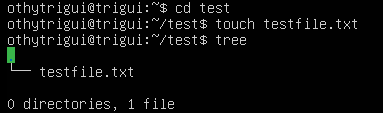 othytrigui@trigui:~$ cd test
othytrigui@trigui:~/test$ touch testfile.txt
othytrigui@trigui:~/test$ tree
.
└── testfile.txt

0 directories, 1 file